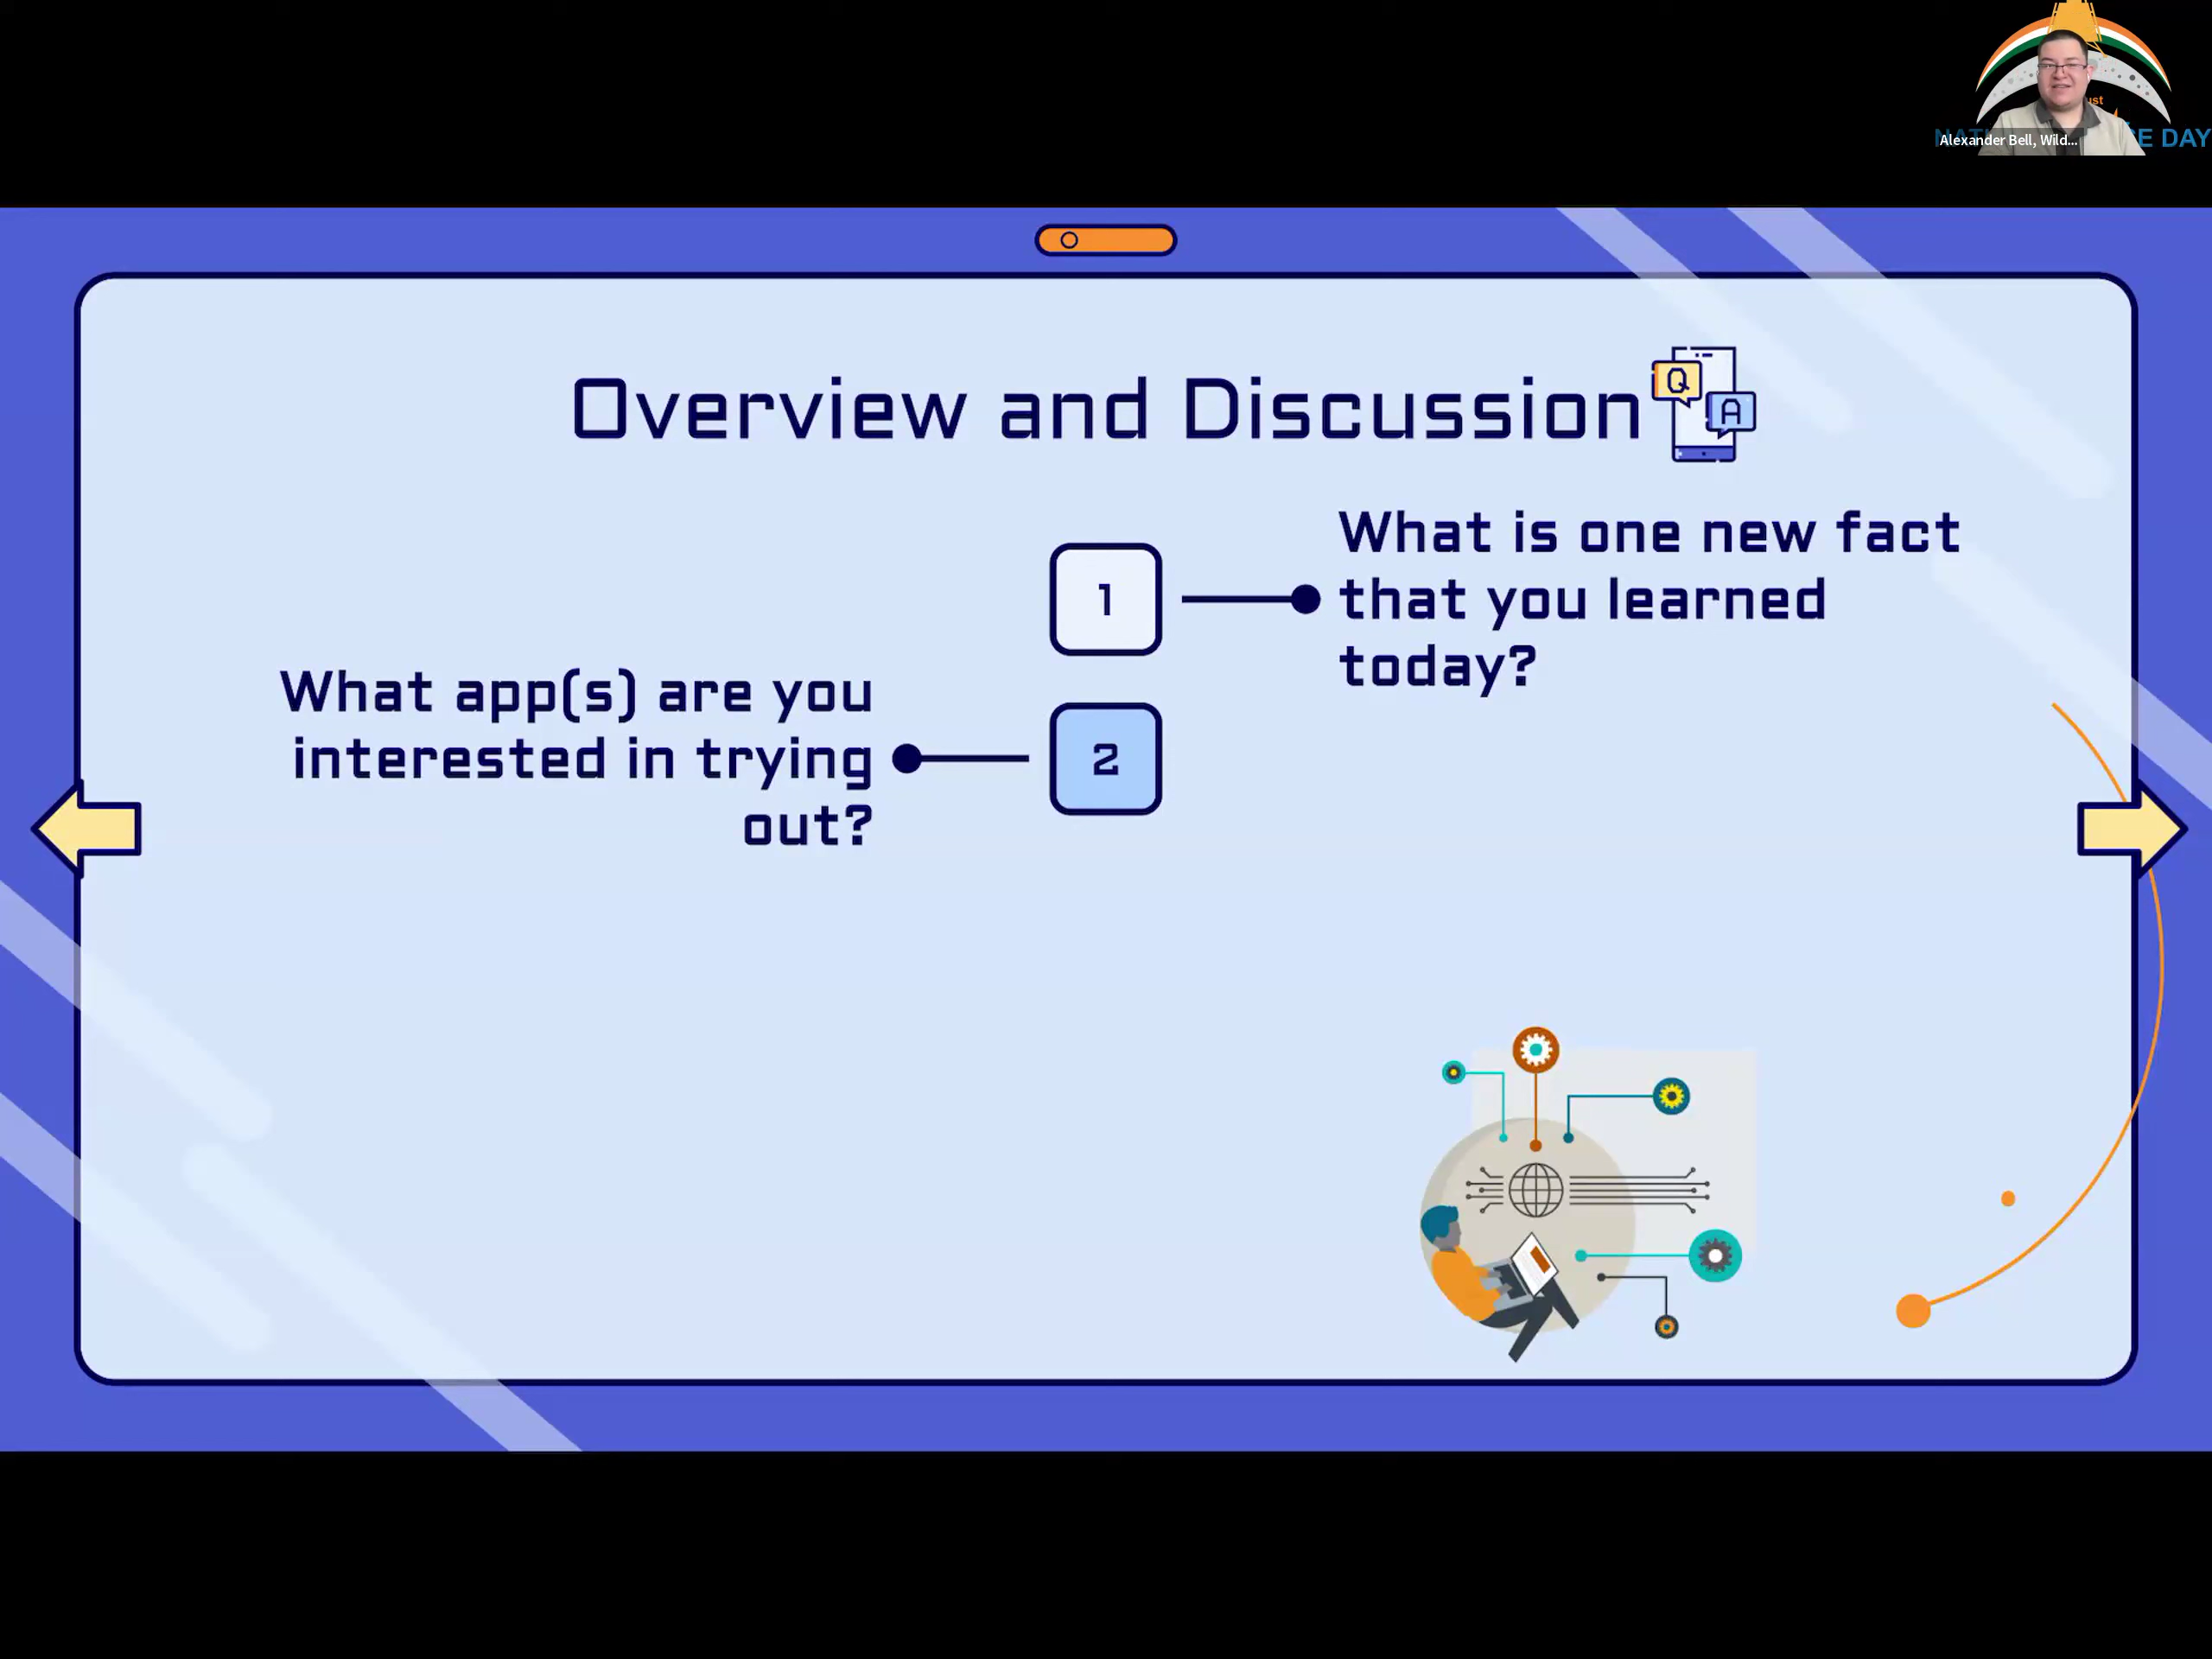 ust
E DAY
Alexander Bell, Wild...
Overview and Discussion
Q
A
1
What is one new fact
that you learned
today?
What app(s) are you
interested in trying
out?
2